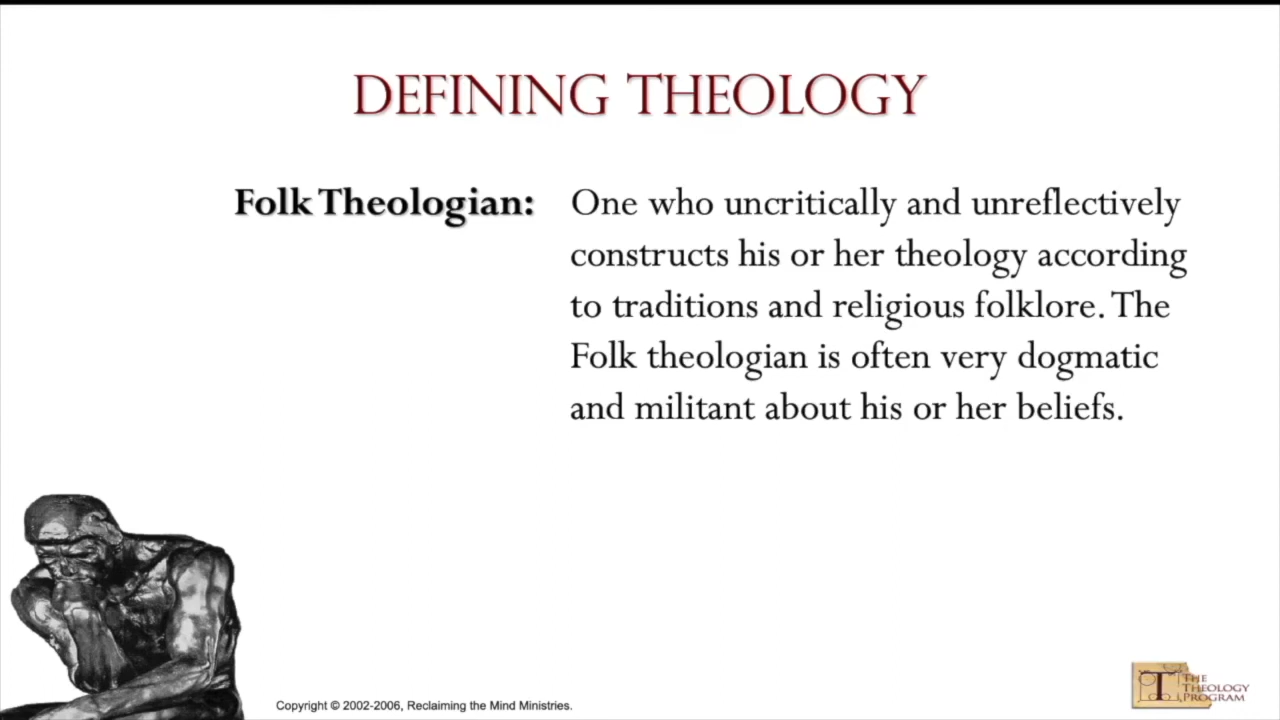 DEFINING THEOLOGY
Folk Theologian: One who uncritically and unreflectively
constructs his or her theology according
to traditions and religious folklore. The
Folk theologian is often very dogmatic
and militant about his or her beliefs.
Copyright © 2002-2006, Reclaiming the Mind Ministries.
T
THE
THEOLOGY
PROGRAM